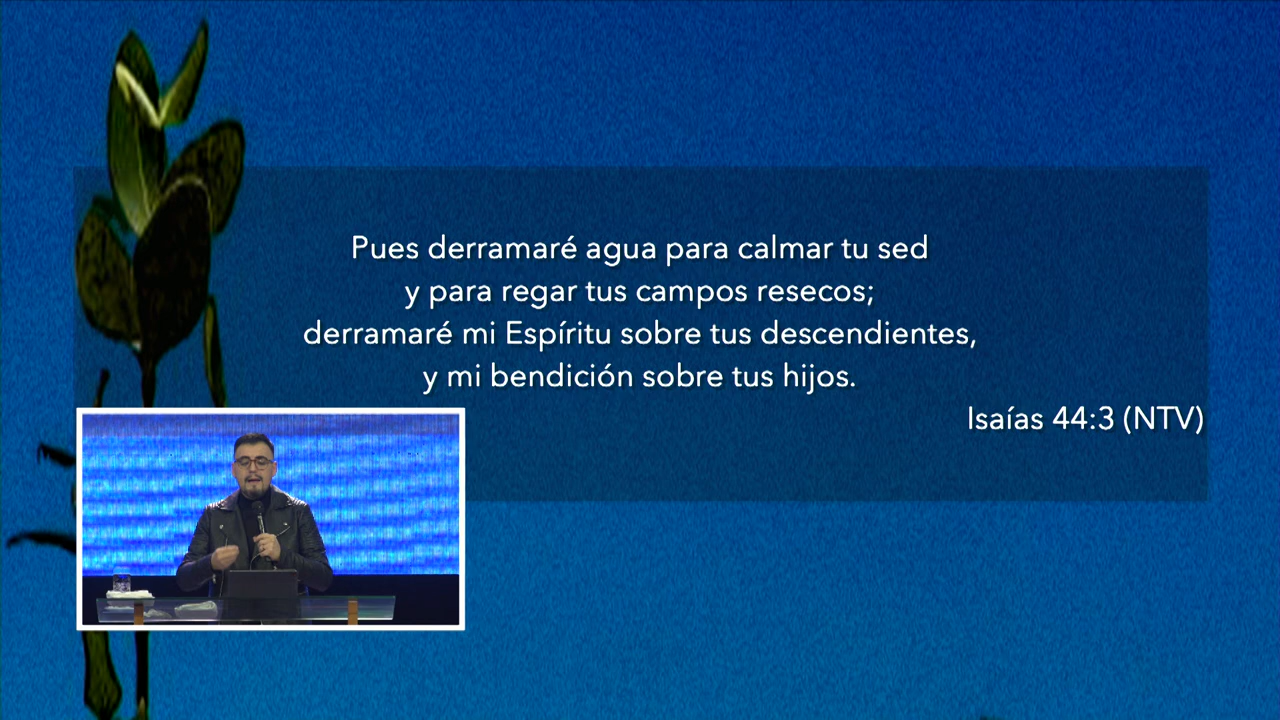 Pues derramaré agua para calmar tu sed
y para regar tus campos resecos;
derramaré mi Espíritu sobre tus descendientes,
y mi bendición sobre tus hijos.
Isaías 44:3 (NTV)